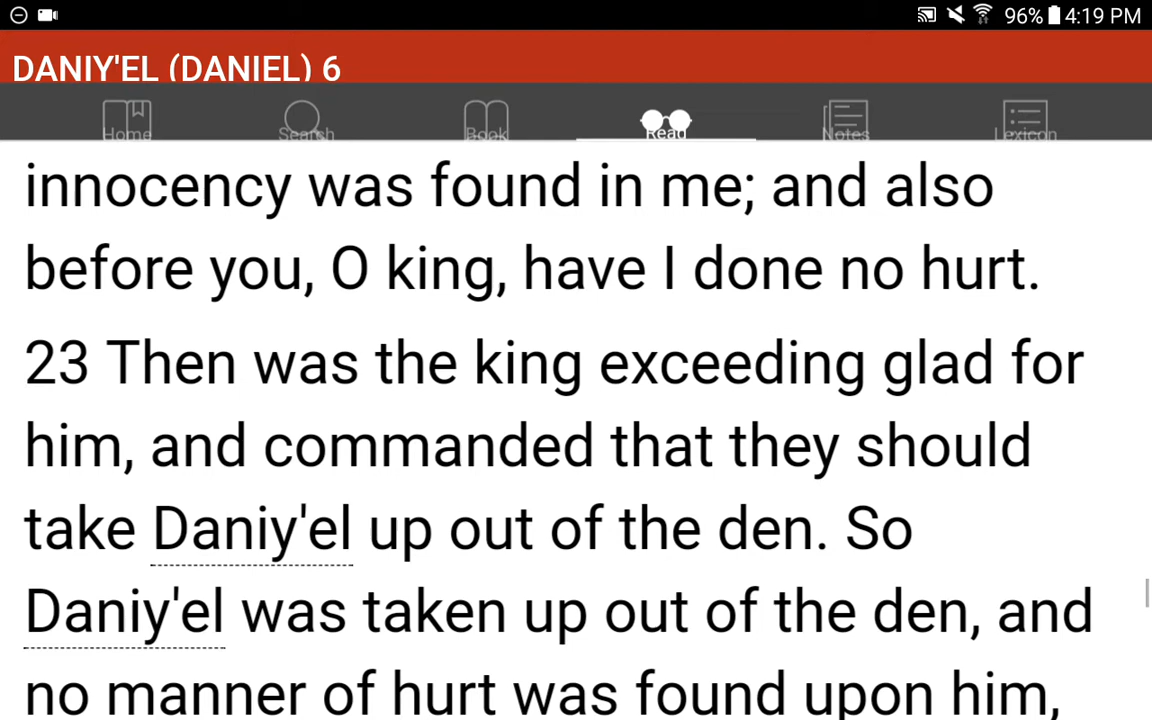 96% 4:19 PM
DANIY'EL (DANIEL) 6
Home Search Book Read Notes Lexicon
innocency was found in me; and also
before you, O king, have I done no hurt.
23 Then was the king exceeding glad for
him, and commanded that they should
take Daniy'el up out of the den. So
Daniy'el was taken up out of the den, and
no manner of hurt was found upon him,